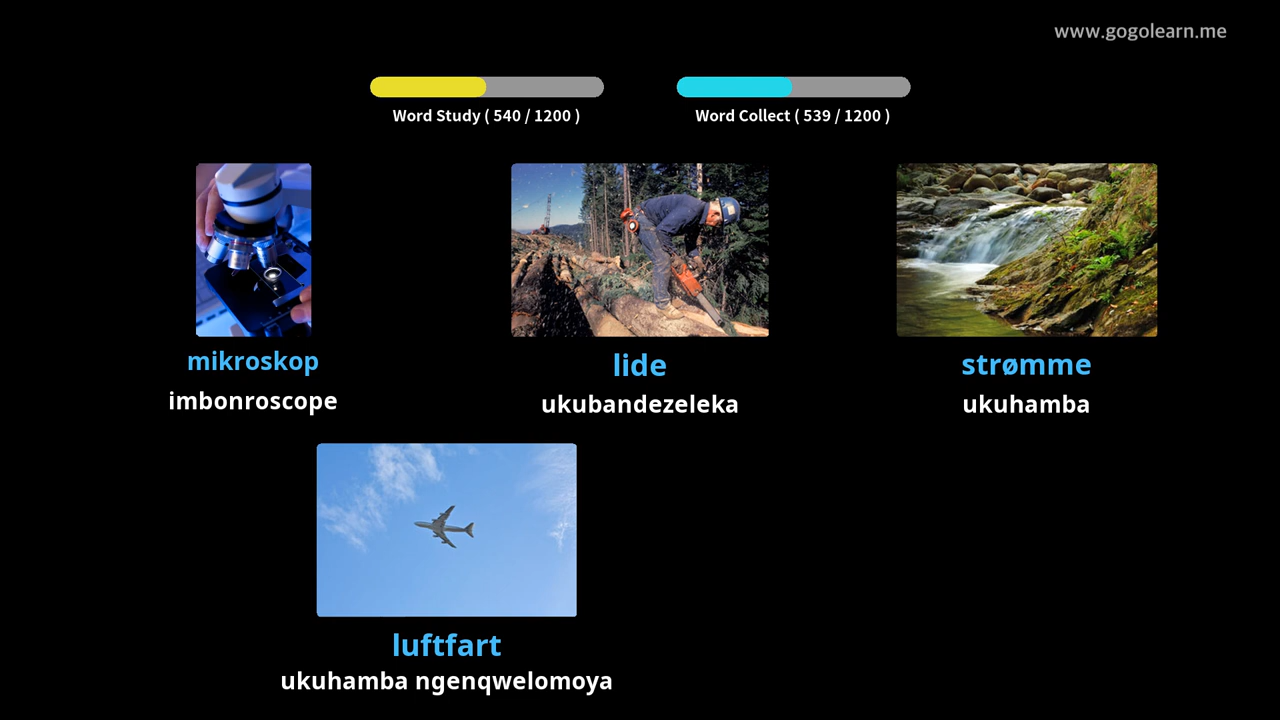 www.gogolearn.me
Word Study ( 540 / 1200 )
Word Collect ( 539 / 1200 )
mikroskop
imbonroscope
lide
ukubandezeleka
strømme
ukuhamba
luftfart
ukuhamba ngenqwelomoya